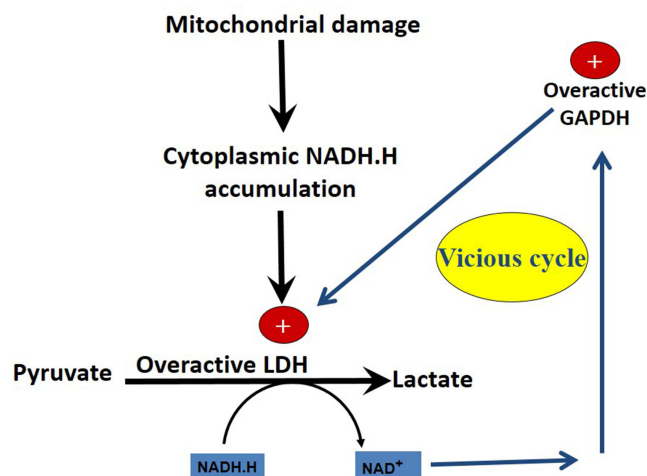 Mitochondrial damage
+
Overactive
GAPDH
Cytoplasmic NADH.H
accumulation
Vicious cycle
+
Overactive LDH
Pyruvate
Lactate
NADH.H
NAD⁺